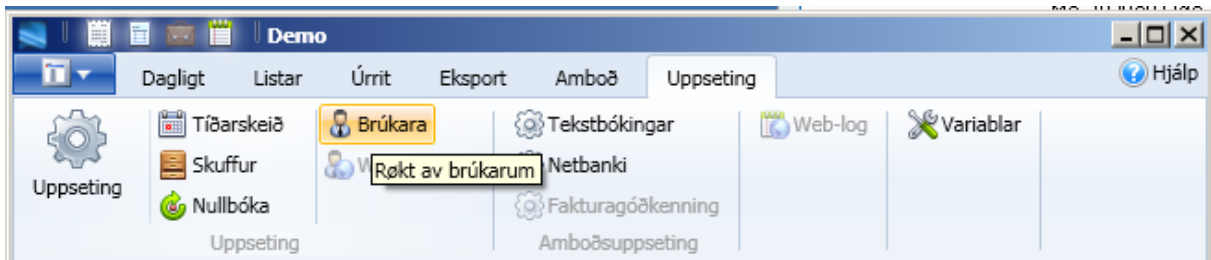 Demo
Dagligt Listar Úrrit Eksport Amboð Uppseting Hjálp
Tíðarskeið Brúkara Tekstbókingar Web-log Variablar
Skuffur Røkt av brúkarum Netbanki
Uppseting Nullbóka Fakturagóðkenning
Uppseting Amboðsuppseting